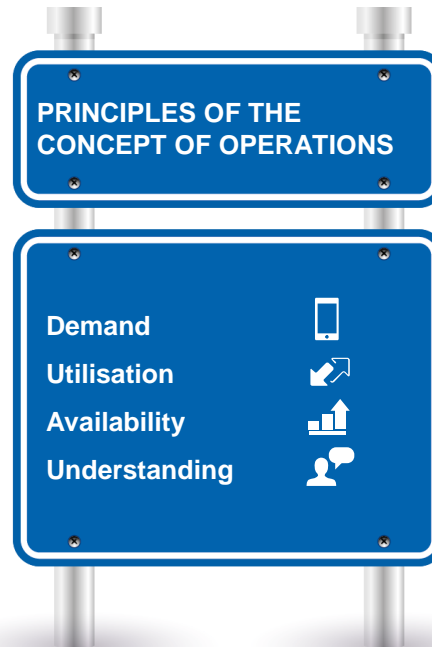 PRINCIPLES OF THE
CONCEPT OF OPERATIONS
Demand
Utilisation
Availability
Understanding